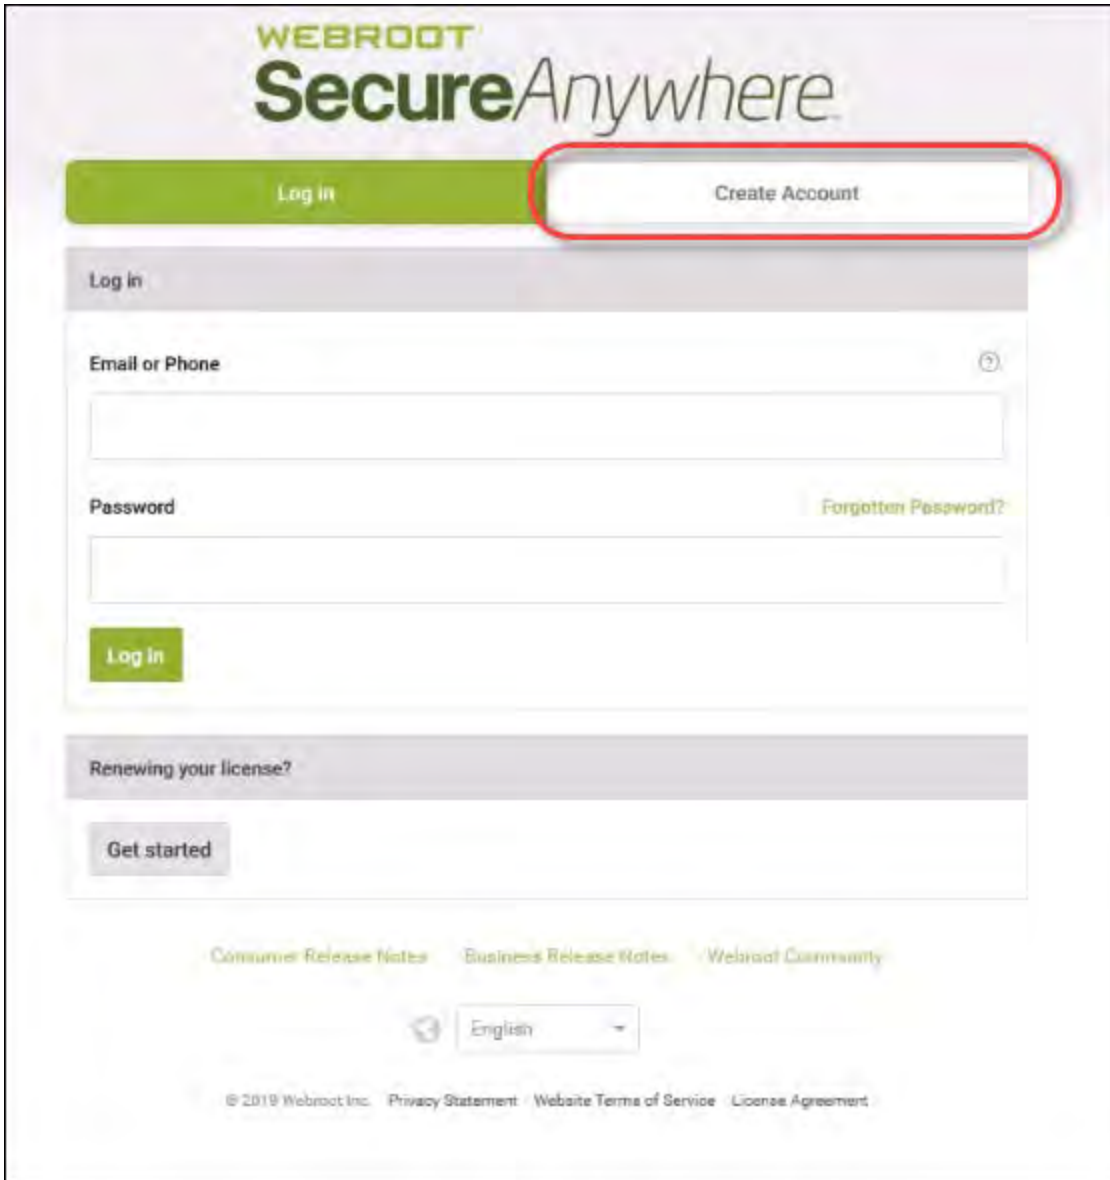 WEBROOT
SecureAnywhere
Log in Create Account
Log in
Email or Phone
Password Forgotten Password?
Log in
Renewing your license?
Get started
Consumer Release Notes Business Release Notes Webroot Community
English
© 2019 Webroot Inc. Privacy Statement Website Terms of Service License Agreement